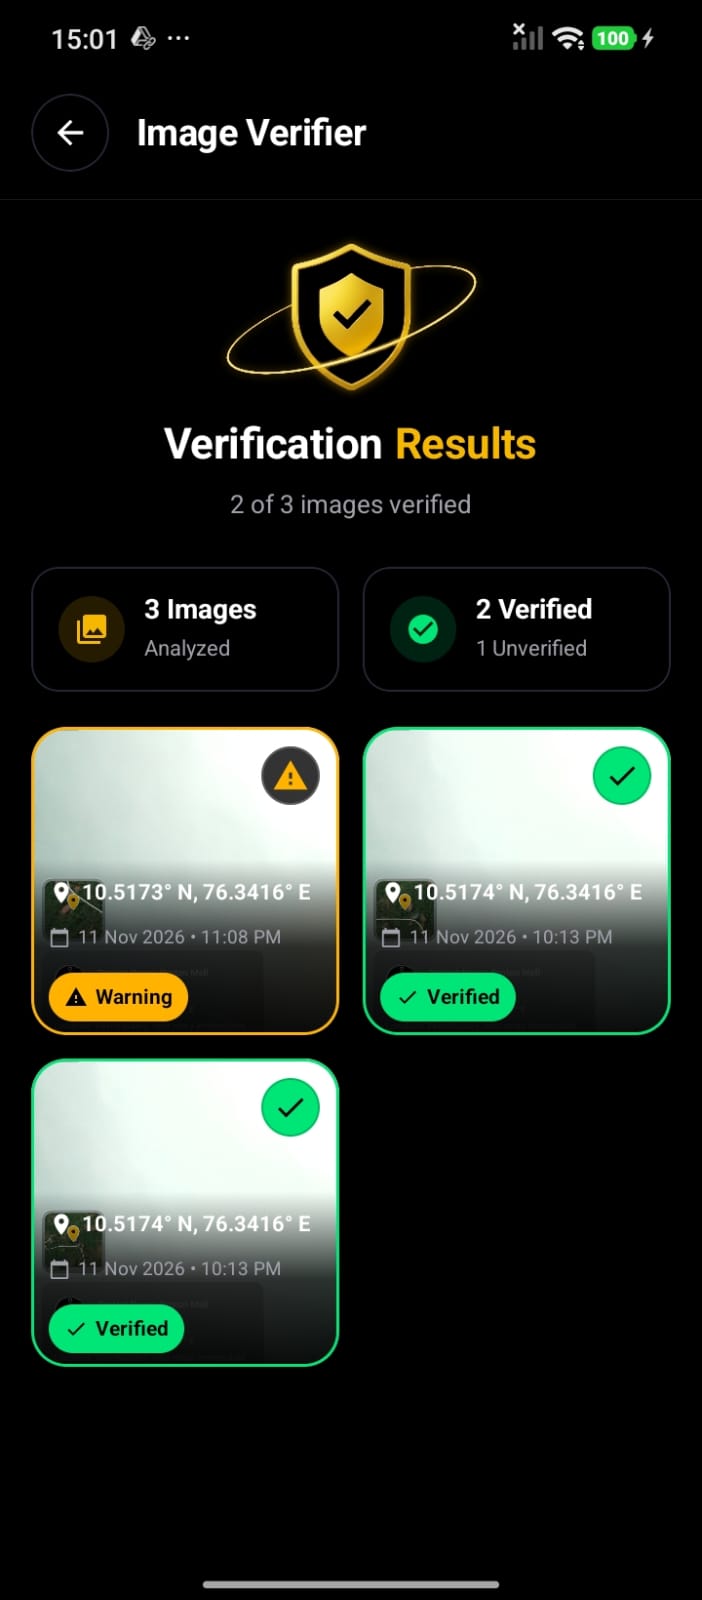 15:01
100
Image Verifier
Verification Results
2 of 3 images verified
3 Images
Analyzed
2 Verified
1 Unverified
10.5173° N, 76.3416° E
11 Nov 2026 • 11:08 PM
Warning
10.5174° N, 76.3416° E
11 Nov 2026 • 10:13 PM
Verified
10.5174° N, 76.3416° E
11 Nov 2026 • 10:13 PM
Verified